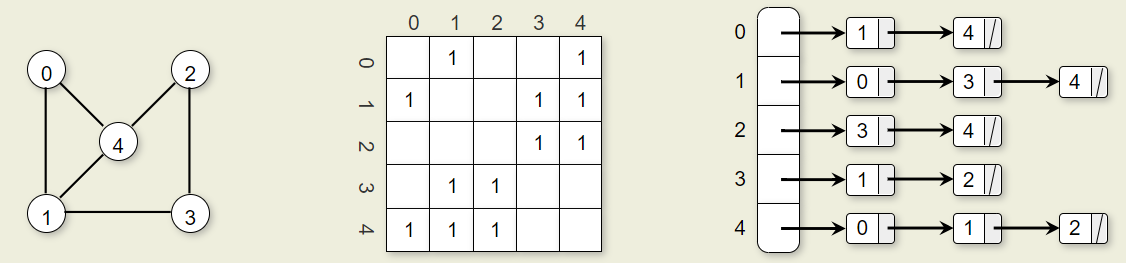 0 2
4
1 3
0 1 2 3 4
0 1 1
1 1 1 1
2 1 1
3 1 1
4 1 1 1
0 1 4
1 0 3 4
2 3 4
3 1 2
4 0 1 2